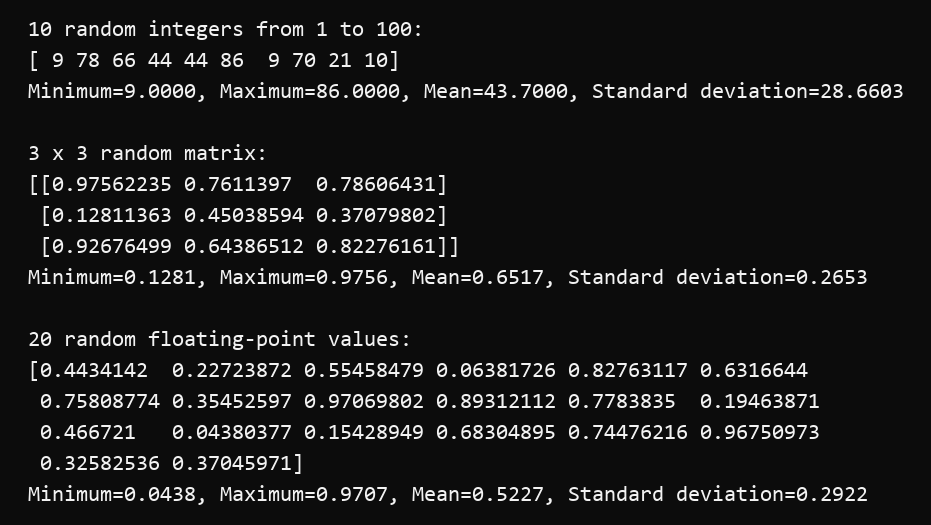 10 random integers from 1 to 100:
[ 9 78 66 44 44 86  9 70 21 10]
Minimum=9.0000, Maximum=86.0000, Mean=43.7000, Standard deviation=28.6603
3 x 3 random matrix:
[[0.97562235 0.7611397  0.78606431]
 [0.12811363 0.45038594 0.37079802]
 [0.92676499 0.64386512 0.82276161]]
Minimum=0.1281, Maximum=0.9756, Mean=0.6517, Standard deviation=0.2653
20 random floating-point values:
[0.4434142  0.22723872 0.55458479 0.06381726 0.82763117 0.6316644
 0.75808774 0.35452597 0.97069802 0.89312112 0.7783835  0.19463871
 0.466721   0.04380377 0.15428949 0.68304895 0.74476216 0.96750973
 0.32582536 0.37045971]
Minimum=0.0438, Maximum=0.9707, Mean=0.5227, Standard deviation=0.2922